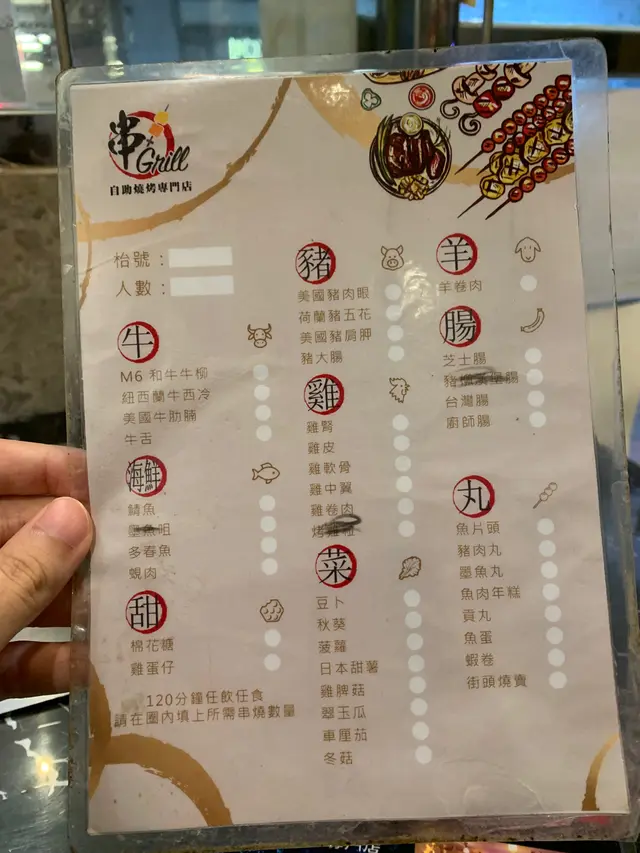 串
Grill
自助燒烤專門店
枱號：
人數：
牛
M6 和牛牛柳
紐西蘭牛西冷
美國牛肋腩
牛舌
海鮮
鯖魚
墨魚咀
多春魚
蜆肉
甜
棉花糖
雞蛋仔
120分鐘任飲任食
請在圈內填上所需串燒數量
豬
美國豬肉眼
荷蘭豬五花
美國豬肩胛
豬大腸
雞
雞腎
雞皮
雞軟骨
雞中翼
雞卷肉
烤雞
菜
豆卜
秋葵
菠蘿
日本甜薯
雞髀菇
翠玉瓜
車厘茄
冬菇
羊
羊卷肉
腸
芝士腸
豬腸
台灣腸
廚師腸
丸
魚片頭
豬肉丸
墨魚丸
魚肉年糕
貢丸
魚蛋
蝦卷
街頭燒賣